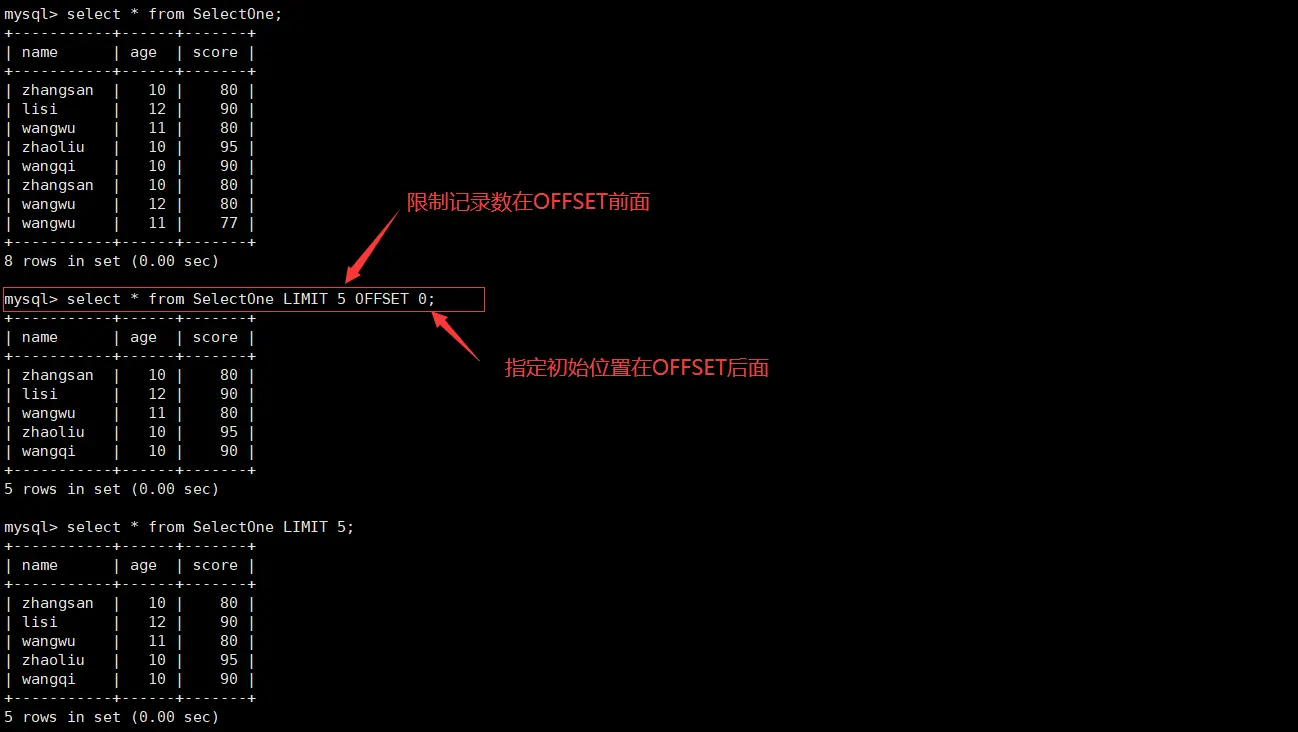 mysql> select * from SelectOne;
+-----------+------+-------+
| name      | age  | score |
+-----------+------+-------+
| zhangsan  |   10 |    80 |
| lisi      |   12 |    90 |
| wangwu    |   11 |    80 |
| zhaoliu   |   10 |    95 |
| wangqi    |   10 |    90 |
| zhangsan  |   10 |    80 |
| wangwu    |   12 |    80 |
| wangwu    |   11 |    77 |
+-----------+------+-------+
8 rows in set (0.00 sec)
限制记录数在OFFSET前面
mysql> select * from SelectOne LIMIT 5 OFFSET 0;
+-----------+------+-------+
| name      | age  | score |
+-----------+------+-------+
指定初始位置在OFFSET后面
| zhangsan  |   10 |    80 |
| lisi      |   12 |    90 |
| wangwu    |   11 |    80 |
| zhaoliu   |   10 |    95 |
| wangqi    |   10 |    90 |
+-----------+------+-------+
5 rows in set (0.00 sec)
mysql> select * from SelectOne LIMIT 5;
+-----------+------+-------+
| name      | age  | score |
+-----------+------+-------+
| zhangsan  |   10 |    80 |
| lisi      |   12 |    90 |
| wangwu    |   11 |    80 |
| zhaoliu   |   10 |    95 |
| wangqi    |   10 |    90 |
+-----------+------+-------+
5 rows in set (0.00 sec)